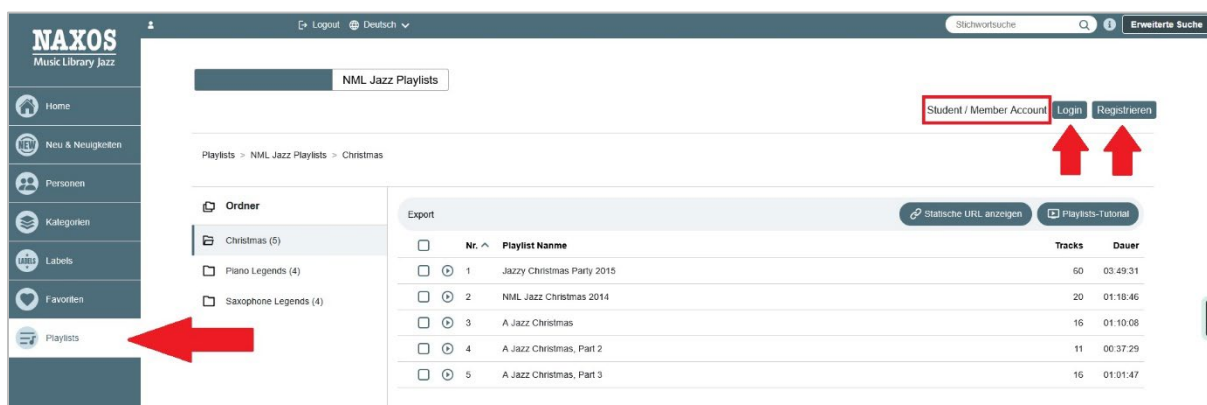 NAXOS
Music Library Jazz
Logout Deutsch
Stichwortsuche
Erweiterte Suche
Home
Neu & Neuigkeiten
Personen
Kategorien
LABELS Labels
Favoriten
Playlists
NML Jazz Playlists
Student / Member Account Login Registrieren
Playlists > NML Jazz Playlists > Christmas
Ordner
Christmas (5)
Piano Legends (4)
Saxophone Legends (4)
Export Statische URL anzeigen Playlists-Tutorial
Nr. Playlist Nanme Tracks Dauer
1 Jazzy Christmas Party 2015 60 03:49:31
2 NML Jazz Christmas 2014 20 01:18:46
3 A Jazz Christmas 16 01:10:08
4 A Jazz Christmas, Part 2 11 00:37:29
5 A Jazz Christmas, Part 3 16 01:01:47